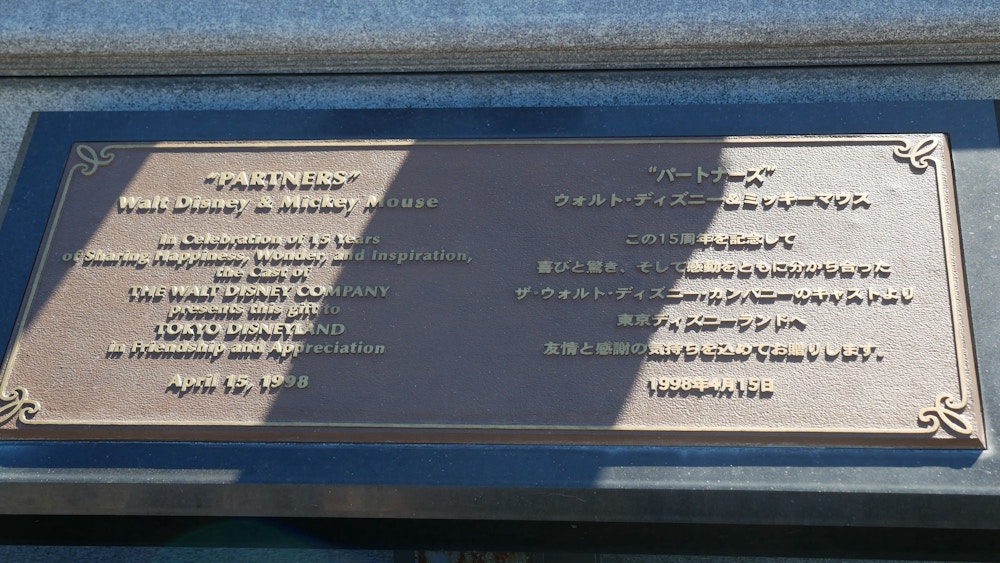 "PARTNERS"
Walt Disney & Mickey Mouse
in Celebration of 15 Years
of Sharing Happiness, Wonder, and Inspiration,
the Cast of
THE WALT DISNEY COMPANY
presents this gift to
TOKYO DISNEYLAND
in Friendship and Appreciation
April 15, 1998
"パートナーズ"
ウォルト・ディズニー&ミッキーマウス
この15周年を記念して
喜びと驚き、そして感動をともに分から合った
ザ・ウォルト・ディズニー・カンパニーのキャストより
東京ディズニーランドへ
友情と感謝の気持ちを込めてお贈りします。
1998年4月15日